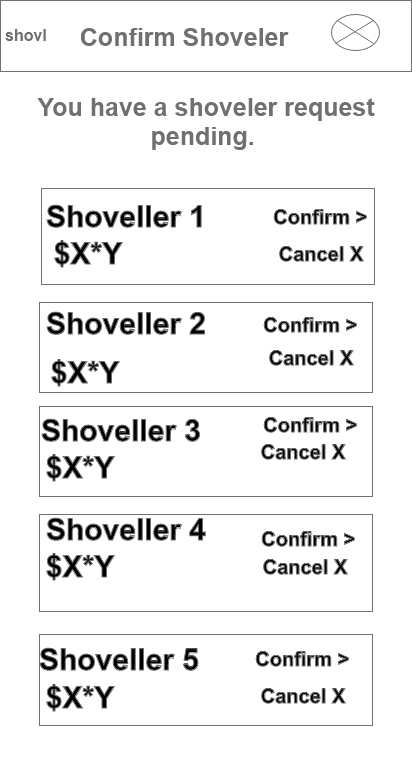 shovl
Confirm Shoveler
You have a shoveler request
pending.
Shoveller 1
Confirm >
$X*Y
Cancel X
Shoveller 2
Confirm >
$X*Y
Cancel X
Shoveller 3
Confirm >
$X*Y
Cancel X
Shoveller 4
Confirm >
$X*Y
Cancel X
Shoveller 5
Confirm >
$X*Y
Cancel X